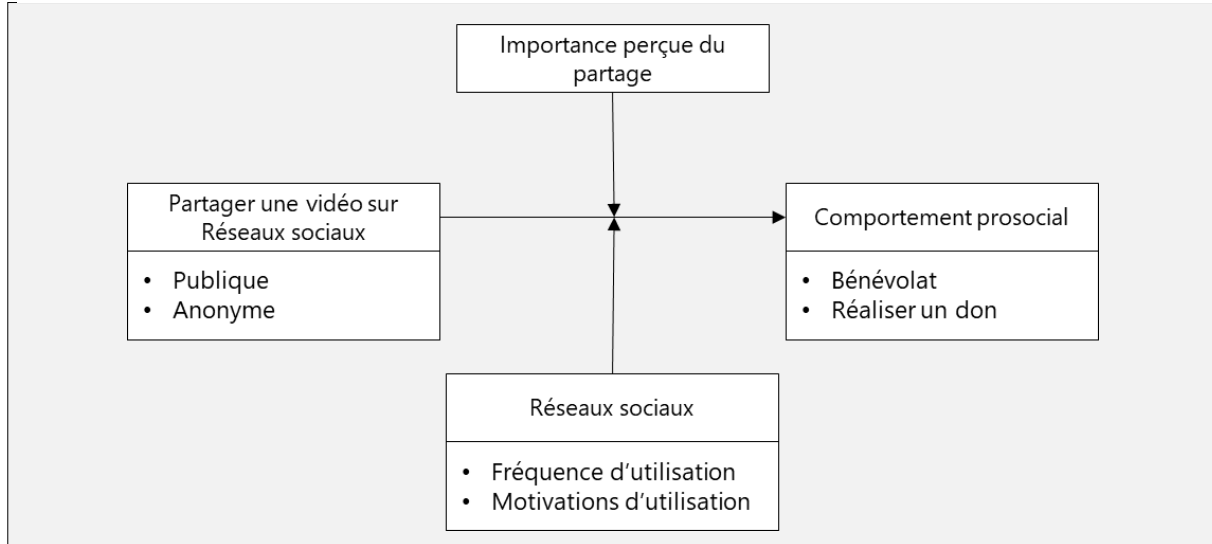 Importance perçue du
partage
Partager une vidéo sur
Réseaux sociaux
• Publique
• Anonyme
Comportement prosocial
• Bénévolat
• Réaliser un don
Réseaux sociaux
• Fréquence d’utilisation
• Motivations d’utilisation